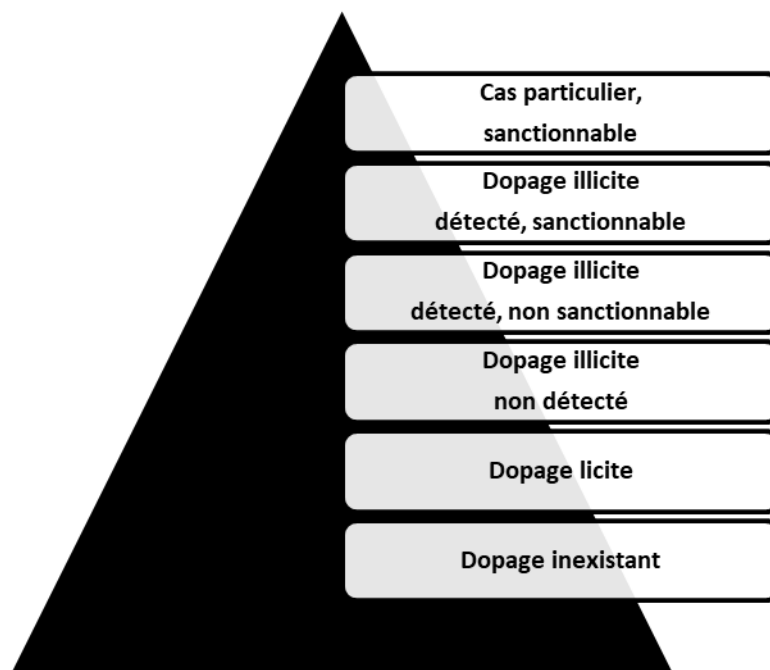 Cas particulier,
sanctionnable
Dopage illicite
détecté, sanctionnable
Dopage illicite
détecté, non sanctionnable
Dopage illicite
non détecté
Dopage licite
Dopage inexistant